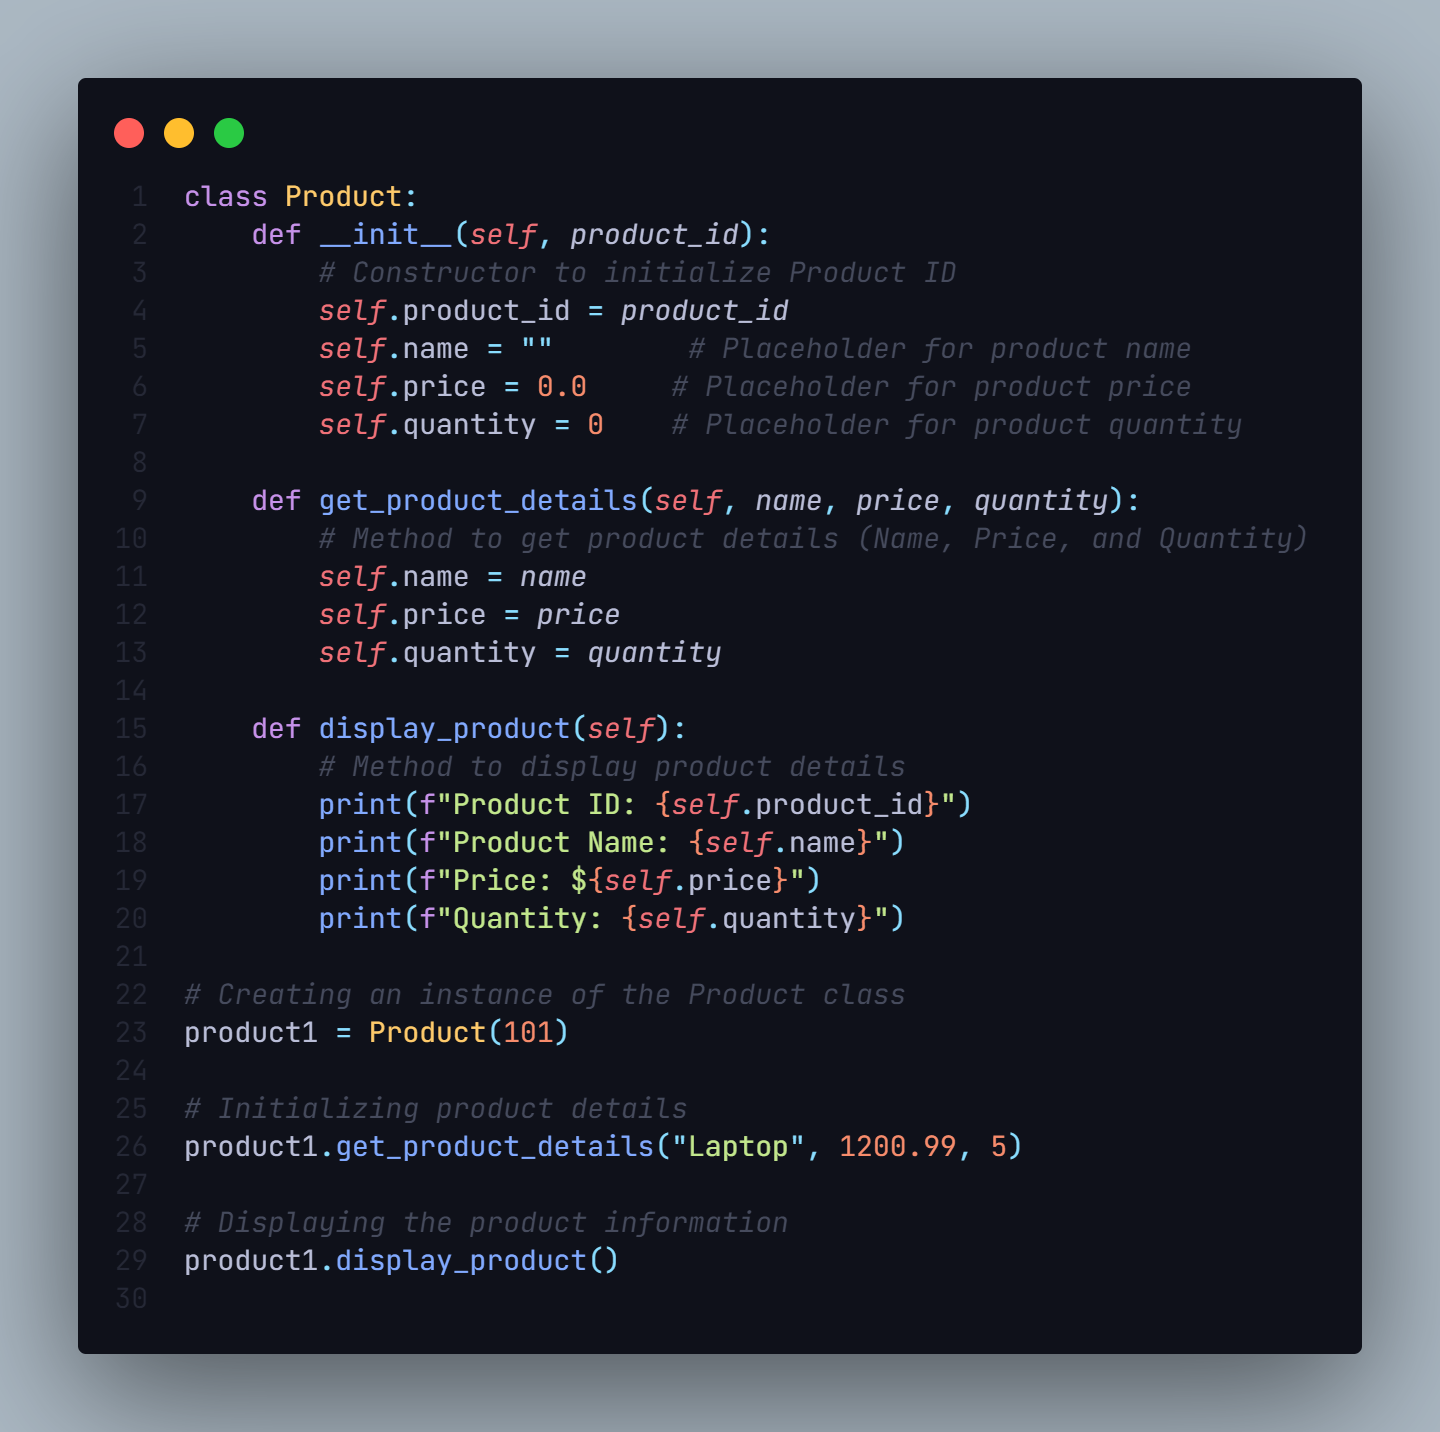 1 class Product:
2     def __init__(self, product_id):
3         # Constructor to initialize Product ID
4         self.product_id = product_id
5         self.name = ""        # Placeholder for product name
6         self.price = 0.0     # Placeholder for product price
7         self.quantity = 0    # Placeholder for product quantity
8
9     def get_product_details(self, name, price, quantity):
10         # Method to get product details (Name, Price, and Quantity)
11         self.name = name
12         self.price = price
13         self.quantity = quantity
14
15     def display_product(self):
16         # Method to display product details
17         print(f"Product ID: {self.product_id}")
18         print(f"Product Name: {self.name}")
19         print(f"Price: ${self.price}")
20         print(f"Quantity: {self.quantity}")
21
22 # Creating an instance of the Product class
23 product1 = Product(101)
24
25 # Initializing product details
26 product1.get_product_details("Laptop", 1200.99, 5)
27
28 # Displaying the product information
29 product1.display_product()
30